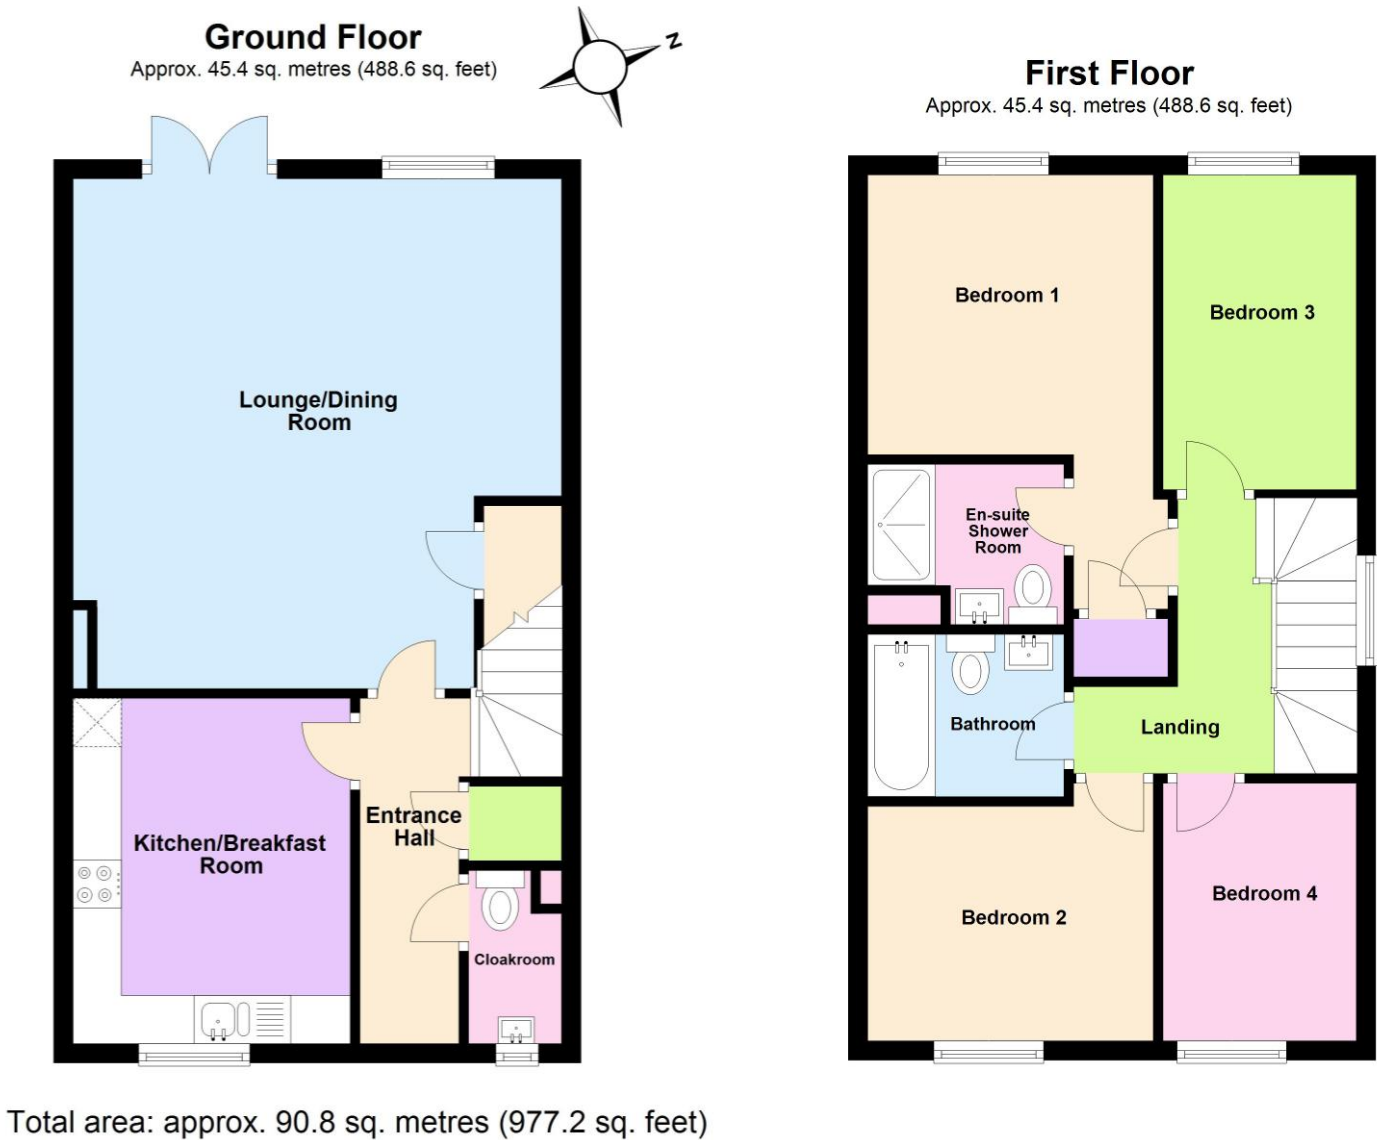 Ground Floor
Approx. 45.4 sq. metres (488.6 sq. feet)
N
Lounge/Dining
Room
Kitchen/Breakfast
Room
Entrance
Hall
Cloakroom
First Floor
Approx. 45.4 sq. metres (488.6 sq. feet)
Bedroom 1
Bedroom 3
En-suite
Shower
Room
Bathroom
Landing
Bedroom 2
Bedroom 4
Total area: approx. 90.8 sq. metres (977.2 sq. feet)